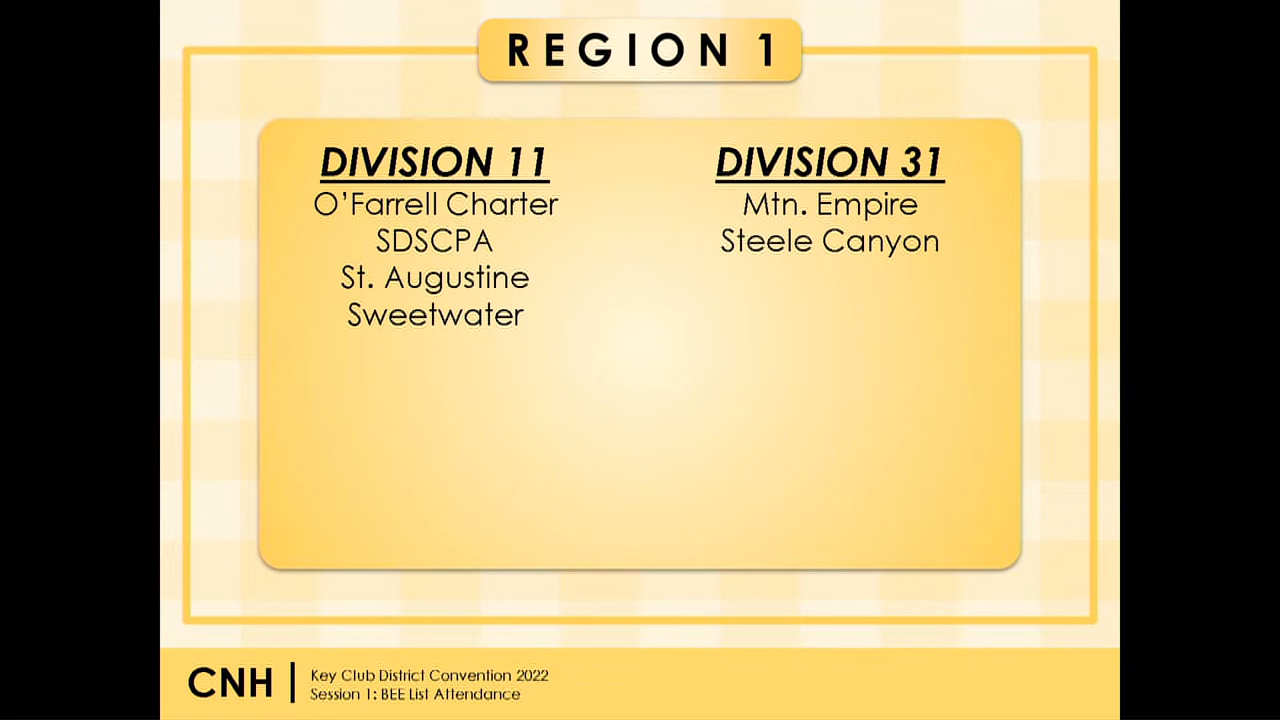 REGION 1
DIVISION 11
O'Farrell Charter
SDSCPA
St. Augustine
Sweetwater
DIVISION 31
Mtn. Empire
Steele Canyon
CNH
Key Club District Convention 2022
Session 1: BEE List Attendance